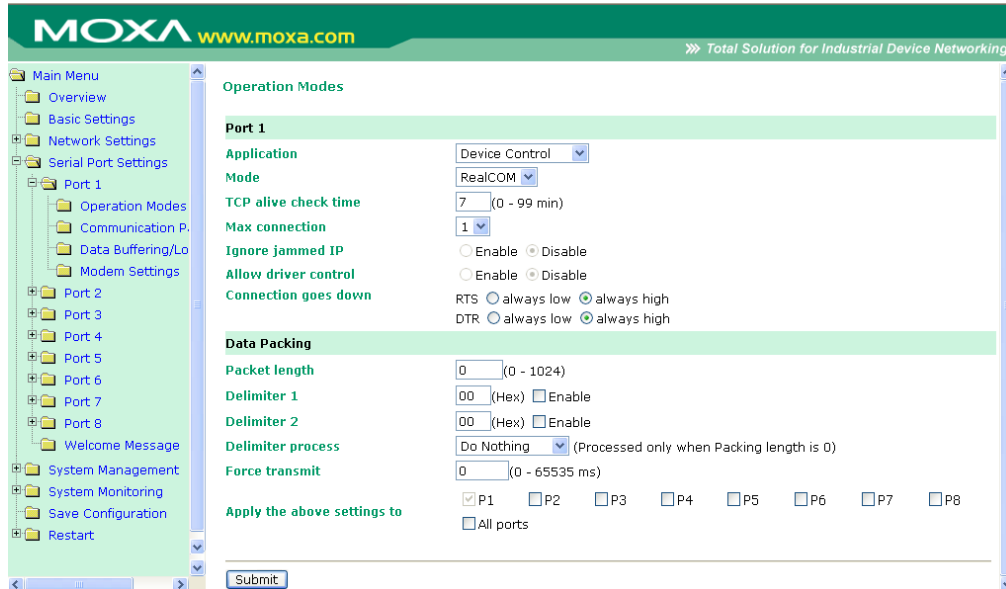 MOXA www.moxa.com
Total Solution for Industrial Device Networking
Main Menu
Overview
Basic Settings
Network Settings
Serial Port Settings
Port 1
Operation Modes
Communication P
Data Buffering/Lo
Modem Settings
Port 2
Port 3
Port 4
Port 5
Port 6
Port 7
Port 8
Welcome Message
System Management
System Monitoring
Save Configuration
Restart
Operation Modes
Port 1
Application Device Control
Mode RealCOM
TCP alive check time 7 (0 - 99 min)
Max connection 1
Ignore jammed IP Enable Disable
Allow driver control Enable Disable
Connection goes down RTS always low always high
DTR always low always high
Data Packing
Packet length 0 (0 - 1024)
Delimiter 1 00 (Hex) Enable
Delimiter 2 00 (Hex) Enable
Delimiter process Do Nothing (Processed only when Packing length is 0)
Force transmit 0 (0 - 65535 ms)
Apply the above settings to P1 P2 P3 P4 P5 P6 P7 P8
All ports
Submit